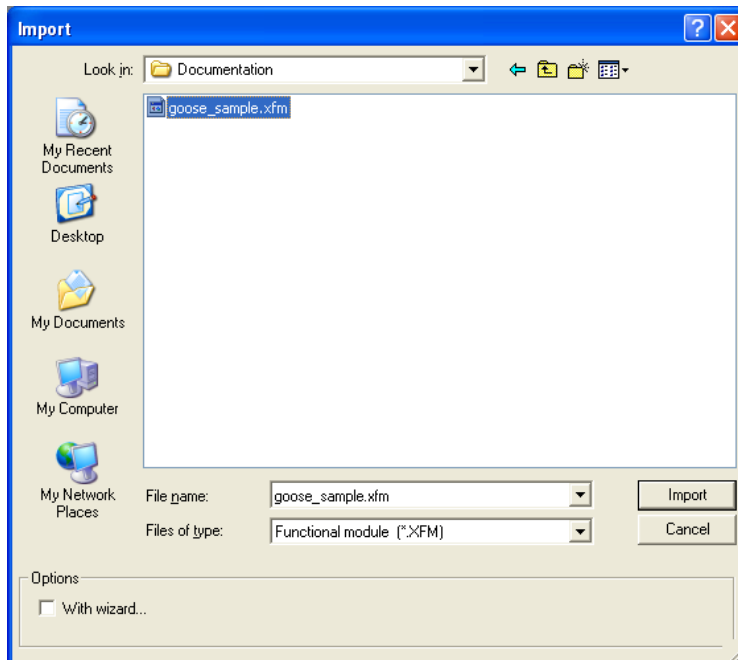 Import
Look in:
Documentation
goose_sample.xfm
My Recent
Documents
Desktop
My Documents
My Computer
My Network
Places
File name:
goose_sample.xfm
Import
Files of type:
Functional module (*.XFM)
Cancel
Options
With wizard...